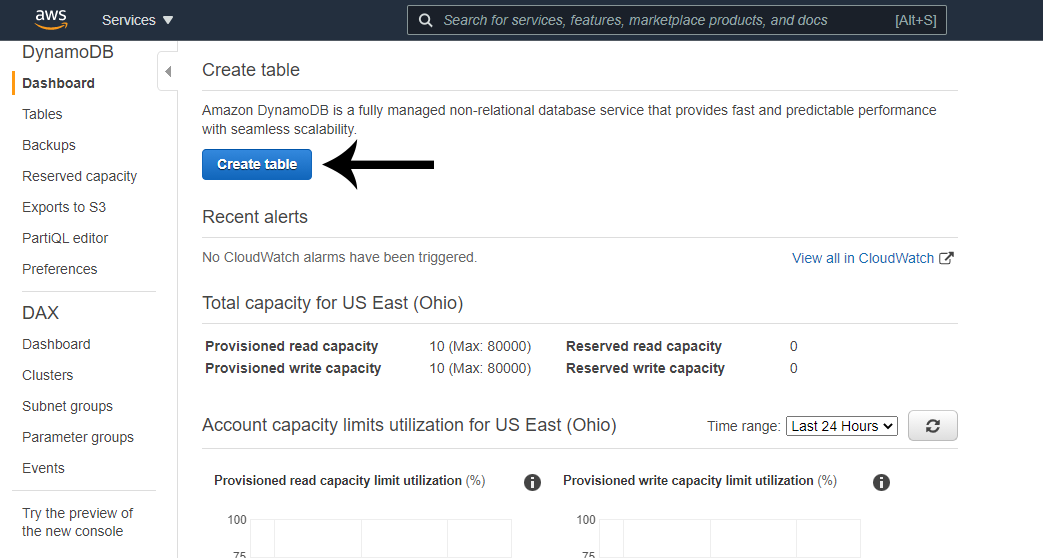 aws
Services
Search for services, features, marketplace products, and docs [Alt+S]
DynamoDB
Dashboard
Tables
Backups
Reserved capacity
Exports to S3
PartiQL editor
Preferences
DAX
Dashboard
Clusters
Subnet groups
Parameter groups
Events
Try the preview of
the new console
Create table
Amazon DynamoDB is a fully managed non-relational database service that provides fast and predictable performance
with seamless scalability.
Create table
Recent alerts
No CloudWatch alarms have been triggered.
View all in CloudWatch
Total capacity for US East (Ohio)
Provisioned read capacity 10 (Max: 80000) Reserved read capacity 0
Provisioned write capacity 10 (Max: 80000) Reserved write capacity 0
Account capacity limits utilization for US East (Ohio)
Time range: Last 24 Hours
Provisioned read capacity limit utilization (%)
100
75
Provisioned write capacity limit utilization (%)
100
75